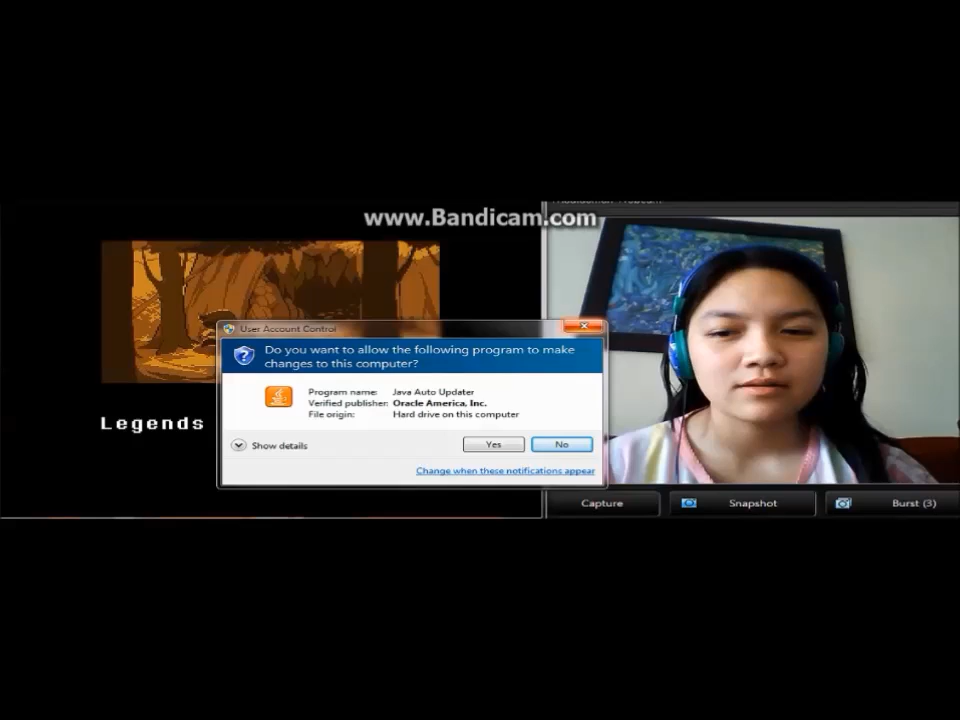 www.Bandicam.com
User Account Control
Do you want to allow the following program to make
changes to this computer?
Program name: Java Auto Updater
Verified publisher: Oracle America, Inc.
File origin: Hard drive on this computer
Legends
Show details
Yes
No
Change when these notifications appear
Capture
Snapshot
Burst (3)